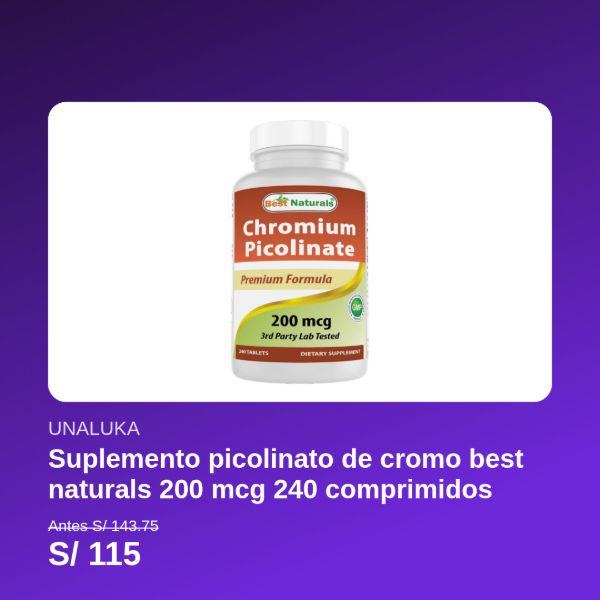 Best Naturals
Chromium
Picolinate
Premium Formula
GMP
200 mcg
3rd Party Lab Tested
240 TABLETS DIETARY SUPPLEMENT
UNALUKA
Suplemento picolinato de cromo best
naturals 200 mcg 240 comprimidos
Antes S/ 143.75
S/ 115